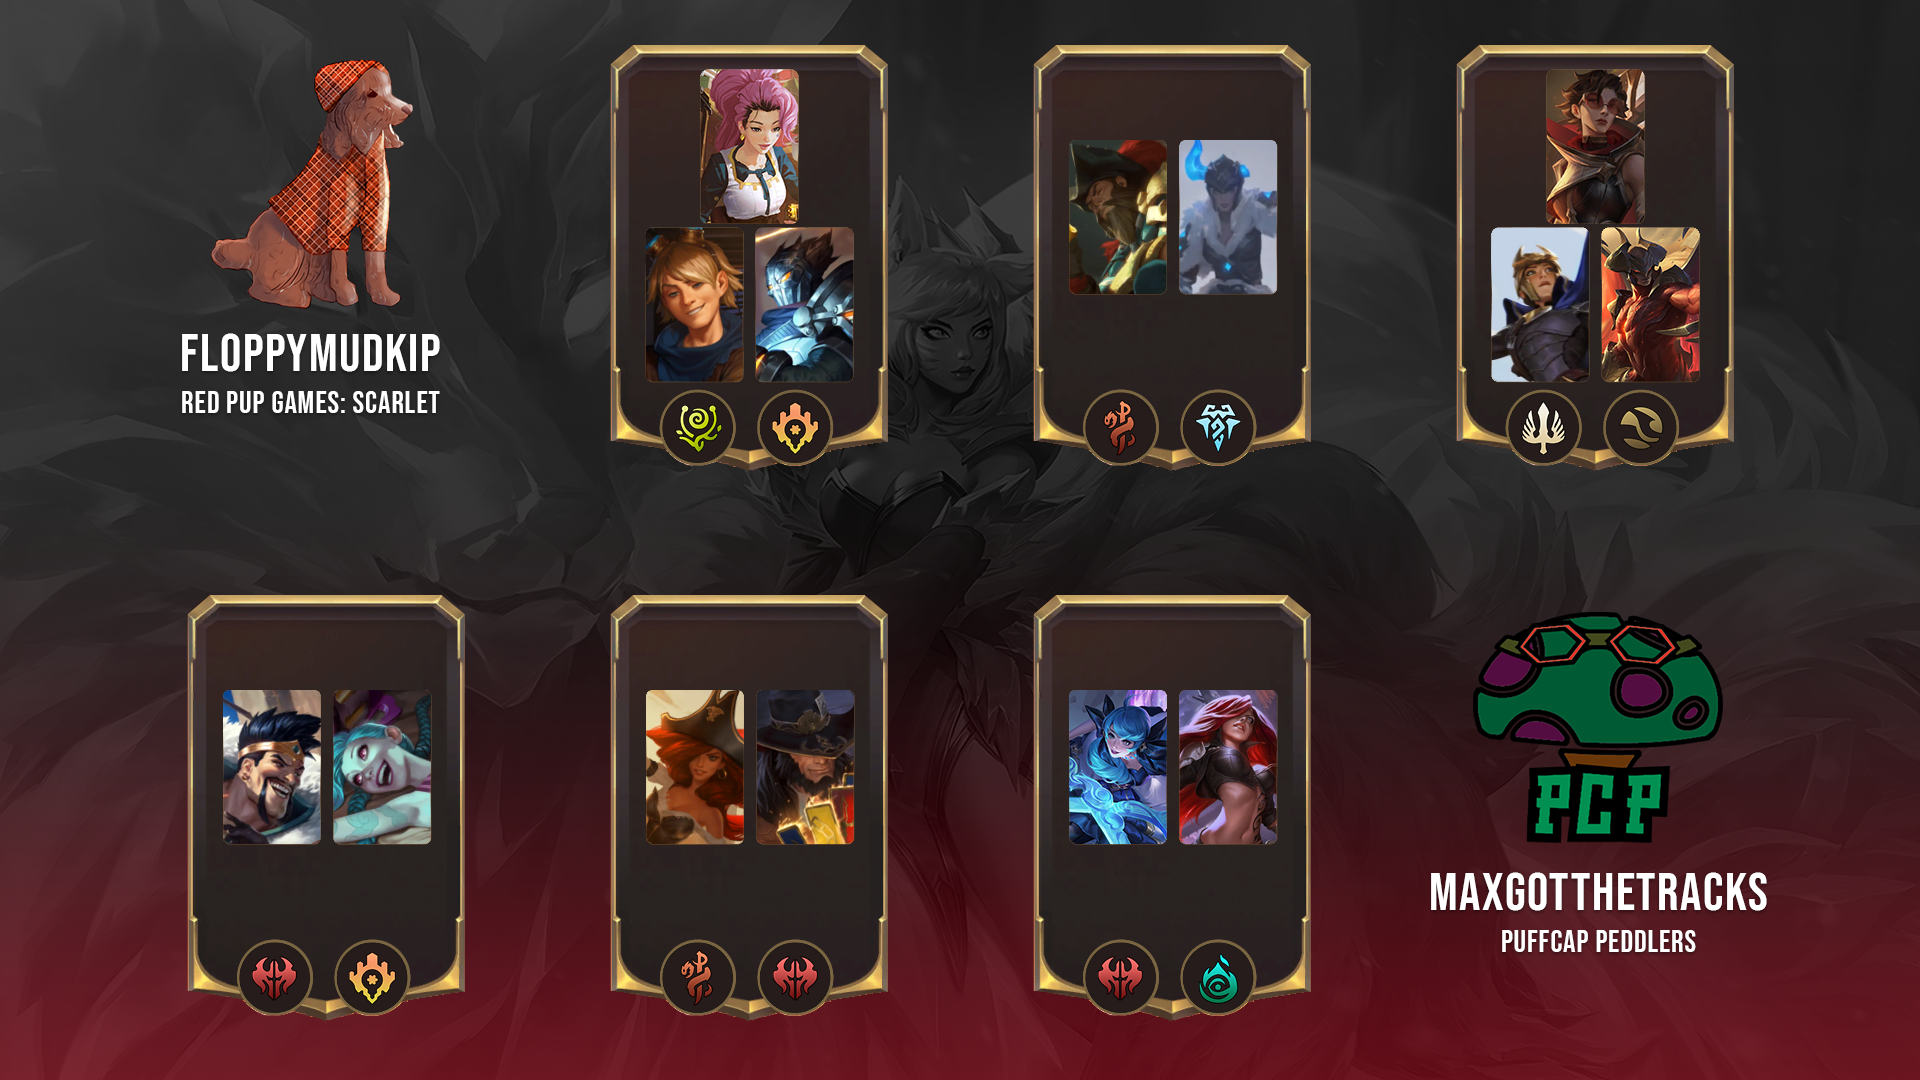 FLOPPYMUDKIP
RED PUP GAMES: SCARLET
PCP
MAXGOTTHETRACKS
PUFFCAP PEDDLERS